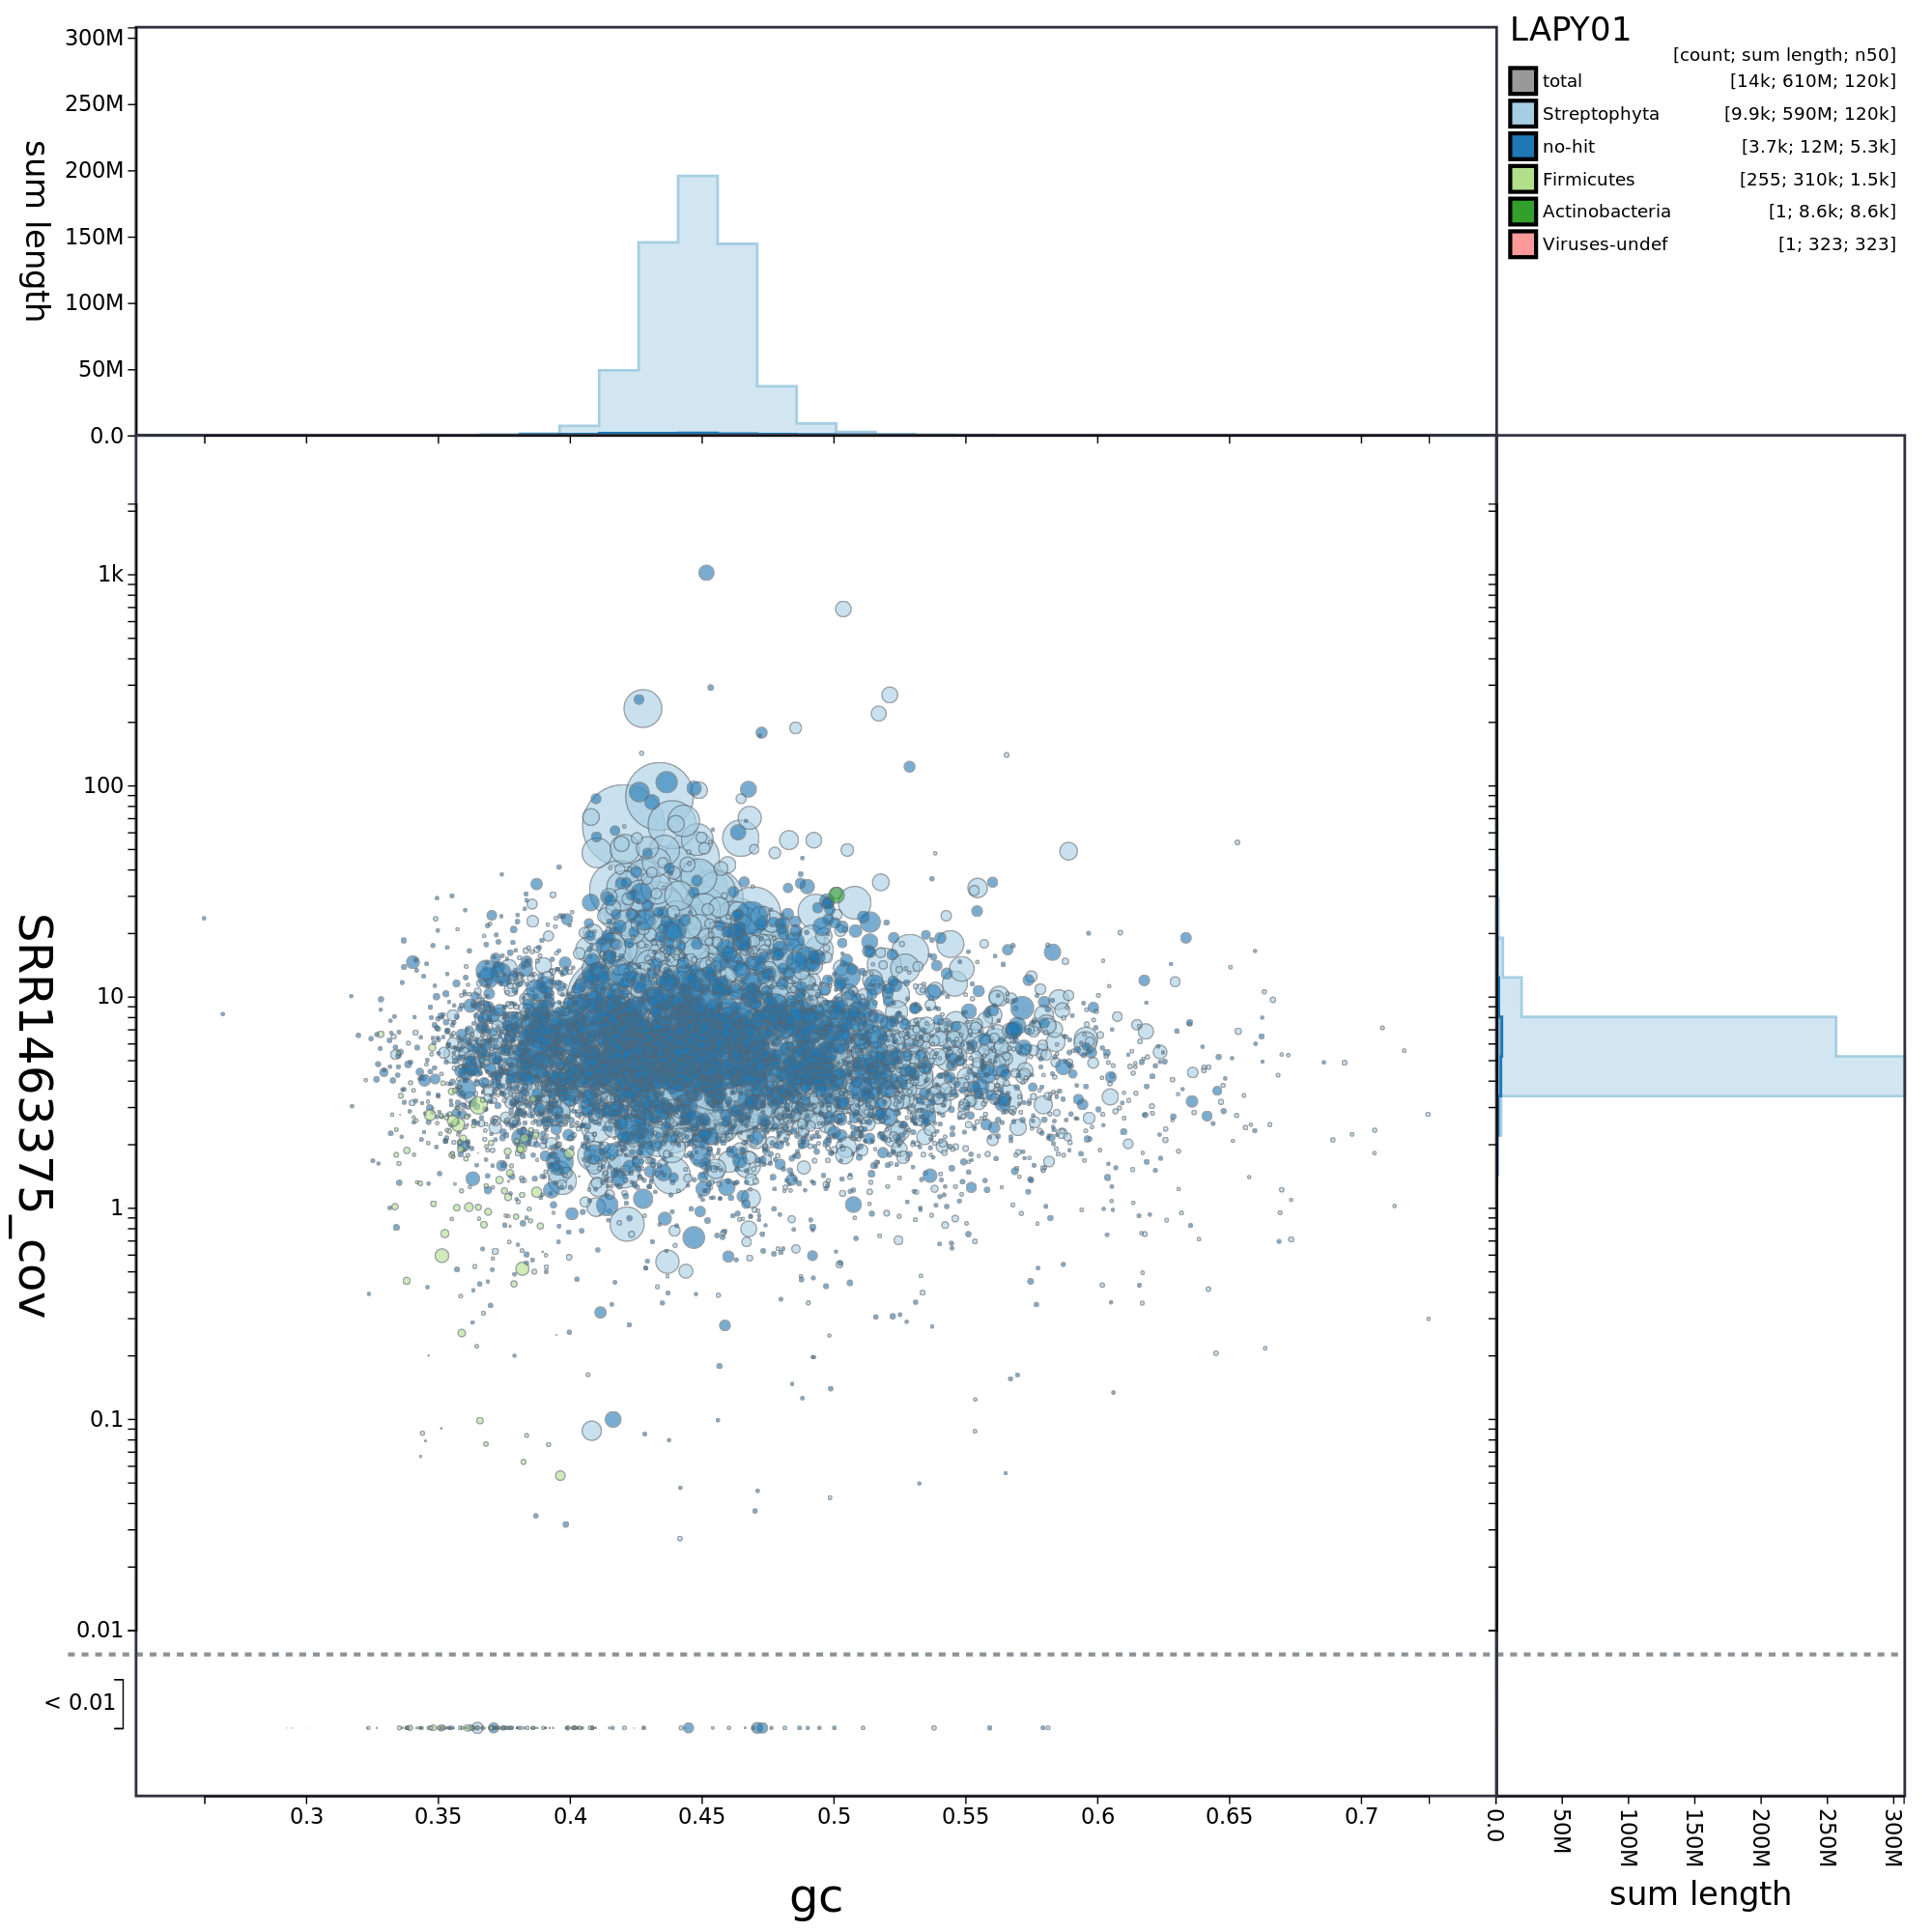 LAPY01
[count; sum length; n50]
total [14k; 610M; 120k]
Streptophyta [9.9k; 590M; 120k]
no-hit [3.7k; 12M; 5.3k]
Firmicutes [255; 310k; 1.5k]
Actinobacteria [1; 8.6k; 8.6k]
Viruses-undef [1; 323; 323]
sum length
300M
250M
200M
150M
100M
50M
0.0
SRR1463375_cov
1k
100
10
1
0.1
0.01
< 0.01
0.3 0.35 0.4 0.45 0.5 0.55 0.6 0.65 0.7
gc
0.0 50M 100M 150M 200M 250M 300M
sum length